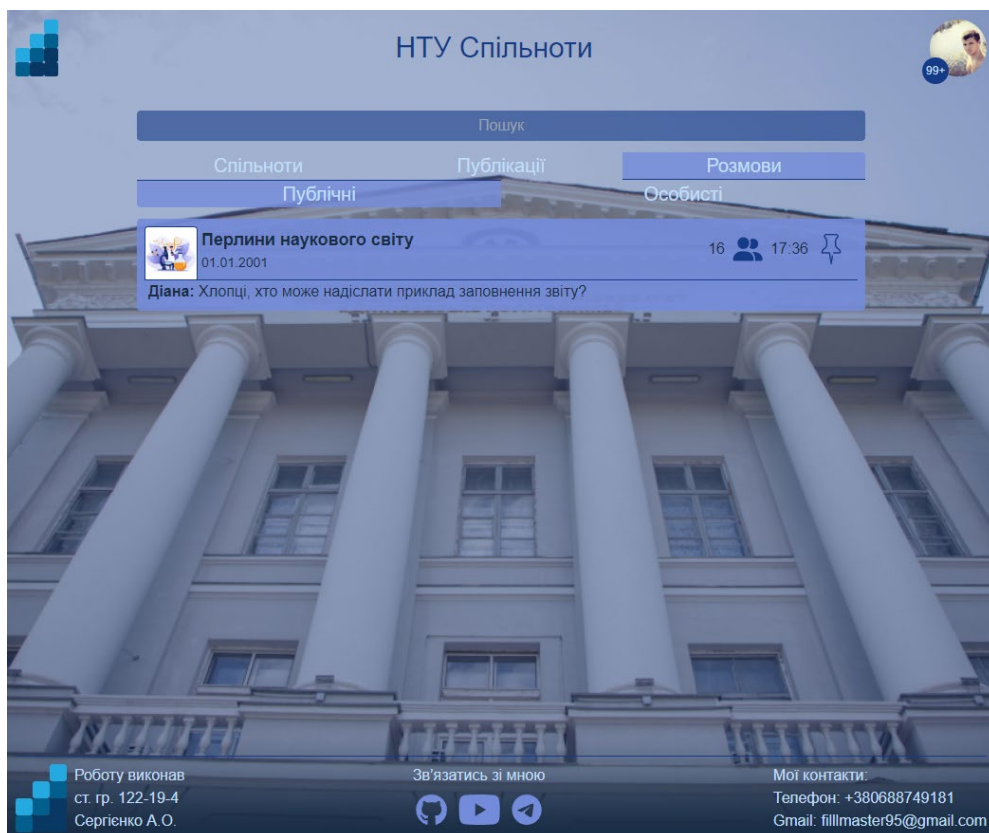 НТУ Спільноти
99+
Пошук
Спільноти Публікації Розмови
Публічні Особисті
Перлини наукового світу
16 17:36
01.01.2001
Діана: Хлопці, хто може надіслати приклад заповнення звіту?
Роботу виконав
ст. гр. 122-19-4
Сергієнко А.О.
Зв'язатись зі мною
Мої контакти:
Телефон: +380688749181
Gmail: filllmaster95@gmail.com